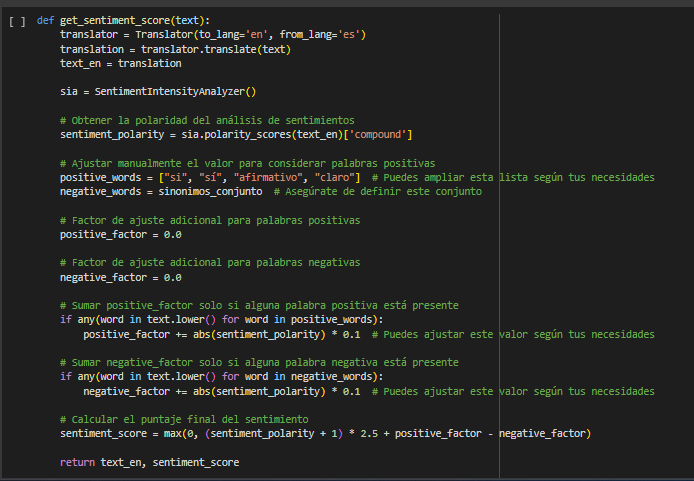 [ ] def get_sentiment_score(text):
translator = Translator(to_lang='en', from_lang='es')
translation = translator.translate(text)
text_en = translation
sia = SentimentIntensityAnalyzer()
# Obtener la polaridad del análisis de sentimientos
sentiment_polarity = sia.polarity_scores(text_en)['compound']
# Ajustar manualmente el valor para considerar palabras positivas
positive_words = ["si", "sí", "afirmativo", "claro"]  # Puedes ampliar esta lista según tus necesidades
negative_words = sinonimos_conjunto  # Asegúrate de definir este conjunto
# Factor de ajuste adicional para palabras positivas
positive_factor = 0.0
# Factor de ajuste adicional para palabras negativas
negative_factor = 0.0
# Sumar positive_factor solo si alguna palabra positiva está presente
if any(word in text.lower() for word in positive_words):
positive_factor += abs(sentiment_polarity) * 0.1  # Puedes ajustar este valor según tus necesidades
# Sumar negative_factor solo si alguna palabra negativa está presente
if any(word in text.lower() for word in negative_words):
negative_factor += abs(sentiment_polarity) * 0.1  # Puedes ajustar este valor según tus necesidades
# Calcular el puntaje final del sentimiento
sentiment_score = max(0, (sentiment_polarity + 1) * 2.5 + positive_factor - negative_factor)
return text_en, sentiment_score